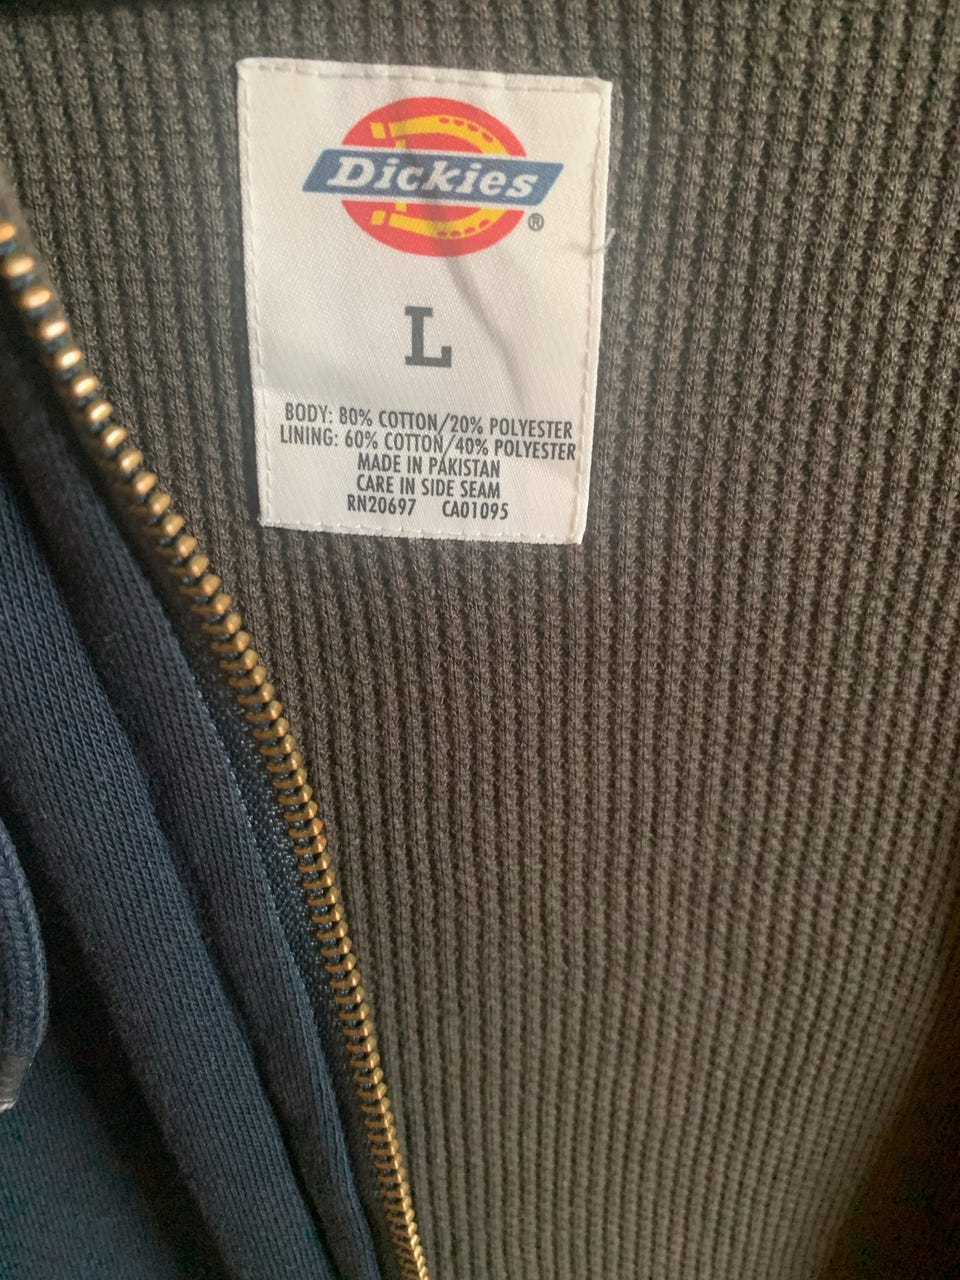 Dickies®
L
BODY: 80% COTTON/20% POLYESTER
LINING: 60% COTTON/40% POLYESTER
MADE IN PAKISTAN
CARE IN SIDE SEAM
RN20697 CA01095